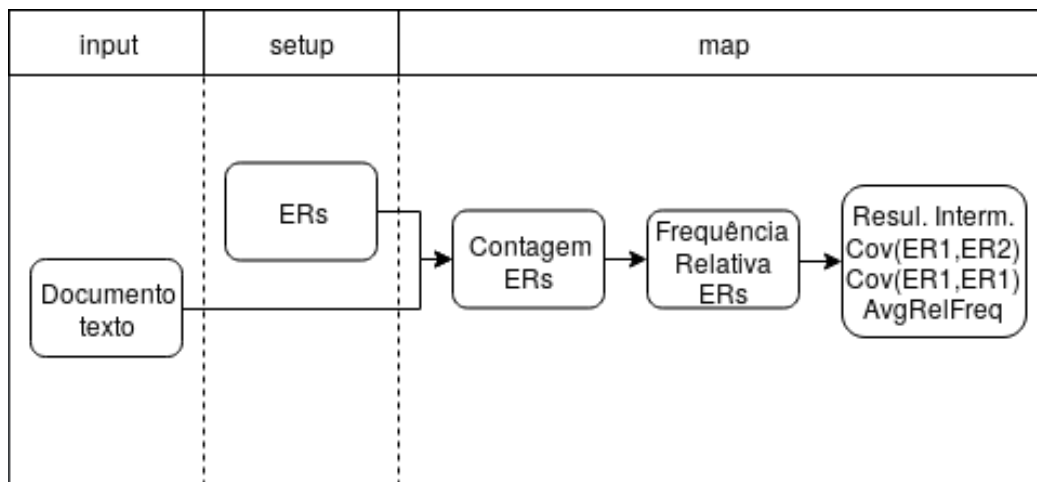 input
setup
map
ERs
Documento
texto
Contagem
ERs
Frequência
Relativa
ERs
Resul. Interm.
Cov(ER1,ER2)
Cov(ER1,ER1)
AvgRelFreq